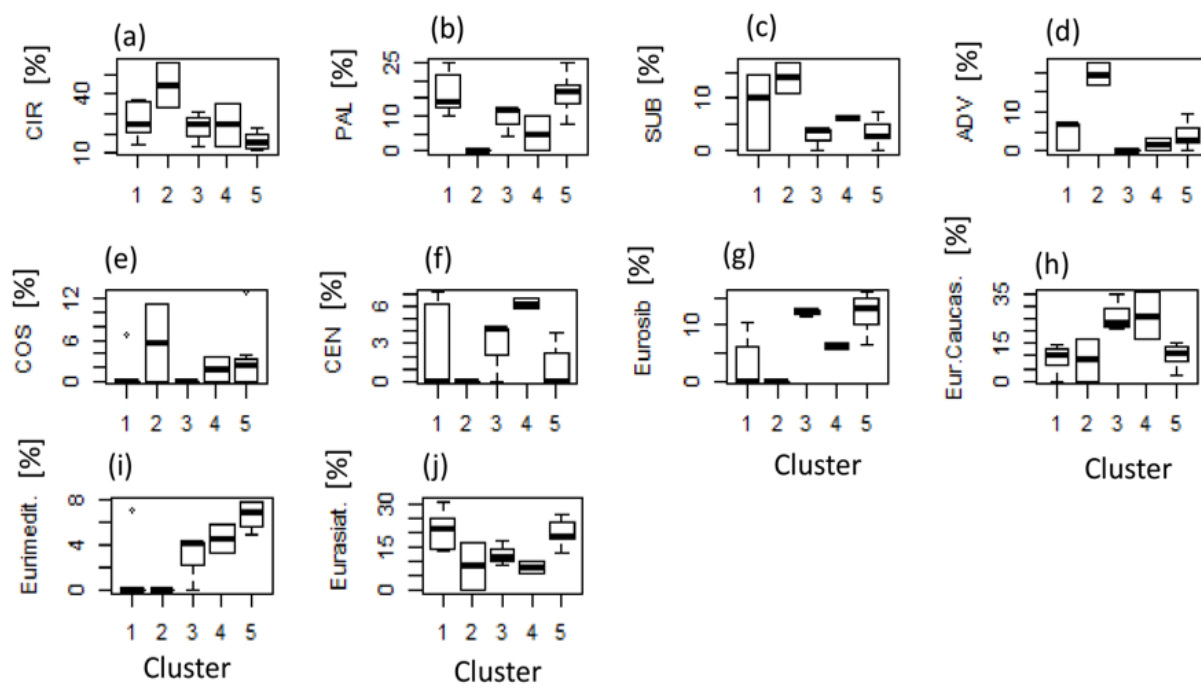 (a) (b) (c) (d)
CIR [%]
40
10
1 2 3 4 5
PAL [%]
25
10
0
1 2 3 4 5
SUB [%]
10
0
1 2 3 4 5
ADV [%]
10
0
1 2 3 4 5
(e) (f) (g) (h)
COS [%]
12
6
0
1 2 3 4 5
CEN [%]
6
3
0
1 2 3 4 5
Eurosib [%]
10
0
1 2 3 4 5
Eur.Caucas. [%]
35
15
0
1 2 3 4 5
Cluster Cluster
(i) (j)
Eurimedit. [%]
8
4
0
1 2 3 4 5
Cluster
Eurasiat. [%]
30
15
0
1 2 3 4 5
Cluster